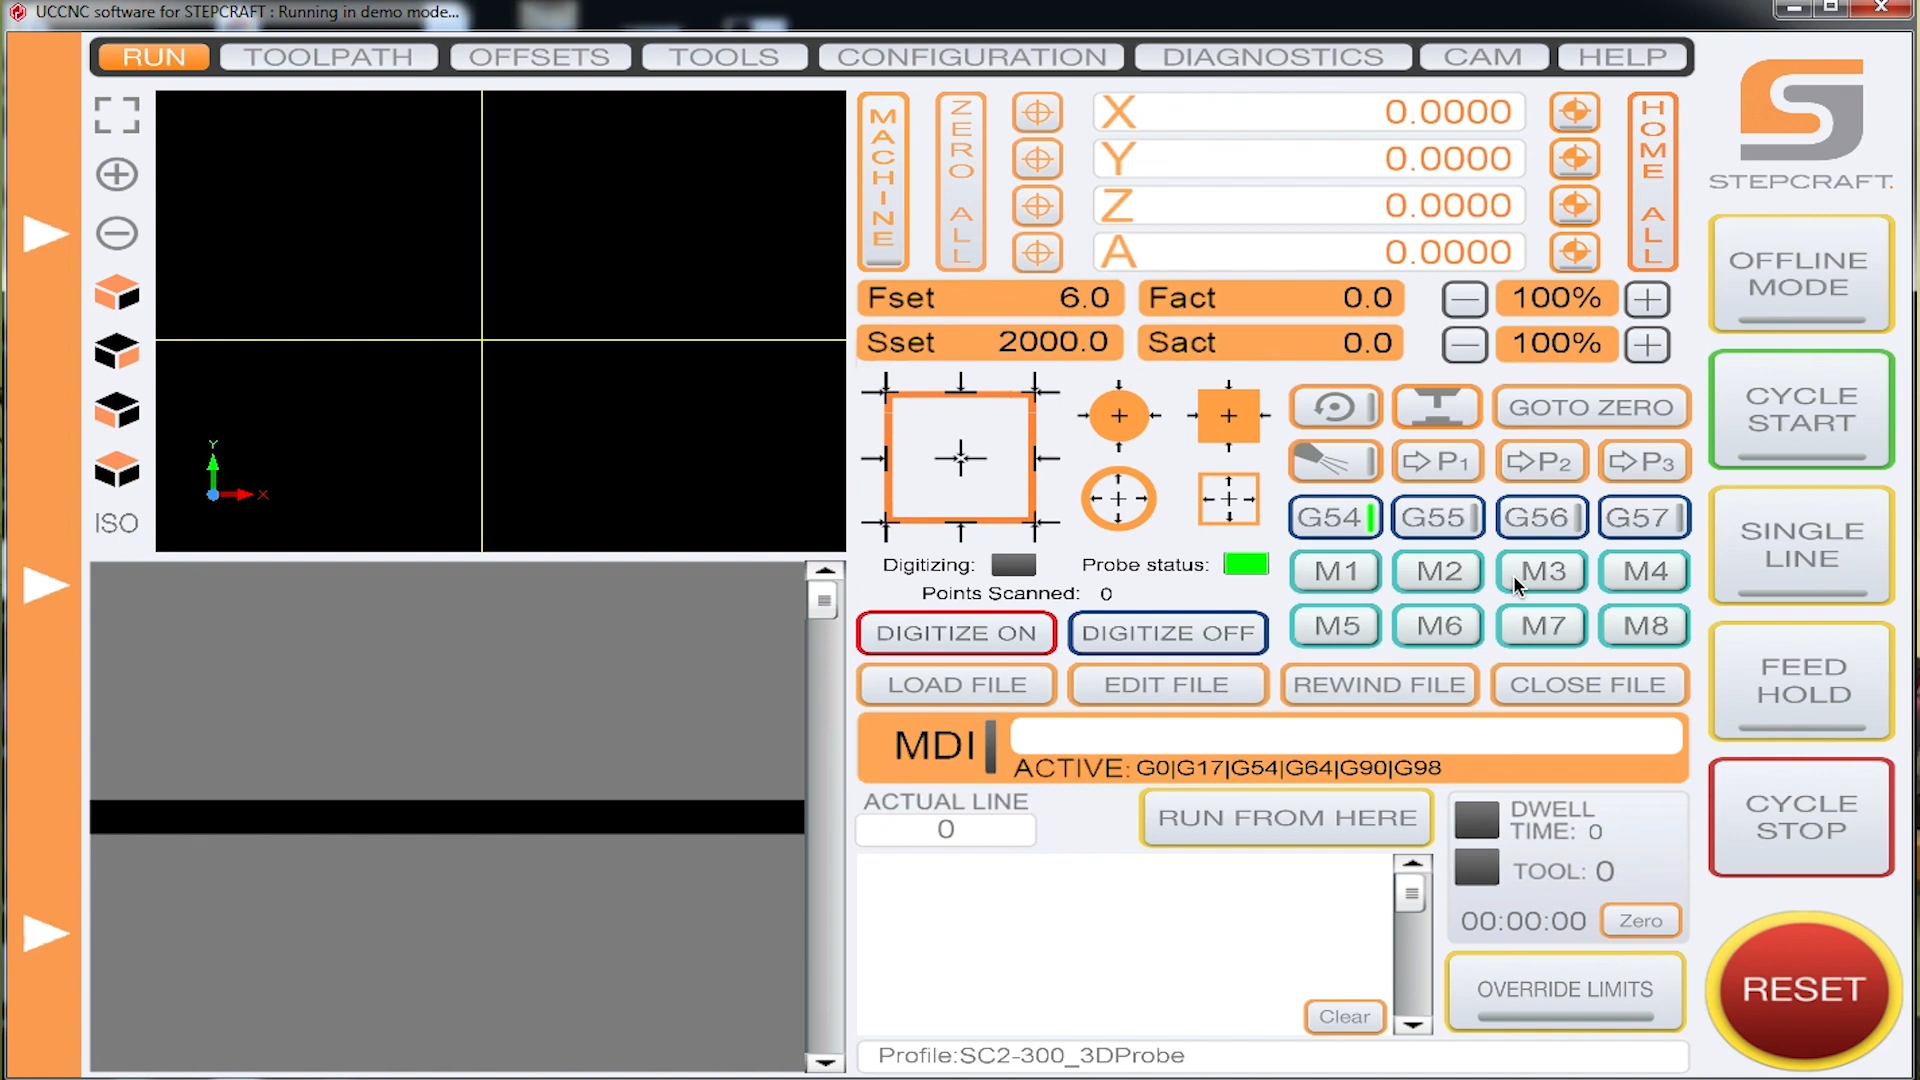 UCCNC software for STEPCRAFT : Running in demo mode...
RUN TOOLPATH OFFSETS TOOLS CONFIGURATION DIAGNOSTICS CAM HELP
MACHINE
ZERO ALL
X 0.0000
Y 0.0000
Z 0.0000
A 0.0000
HOME ALL
STEPCRAFT.
Fset 6.0 Fact 0.0 100%
Sset 2000.0 Sact 0.0 100%
OFFLINE
MODE
CYCLE
START
SINGLE
LINE
FEED
HOLD
CYCLE
STOP
RESET
Y
X
ISO
GOTO ZERO
P1 P2 P3
G54 G55 G56 G57
M1 M2 M3 M4
M5 M6 M7 M8
Digitizing: Probe status:
Points Scanned: 0
DIGITIZE ON DIGITIZE OFF
LOAD FILE EDIT FILE REWIND FILE CLOSE FILE
MDI
ACTIVE: G0|G17|G54|G64|G90|G98
ACTUAL LINE
0
RUN FROM HERE
DWELL
TIME: 0
TOOL: 0
00:00:00 Zero
OVERRIDE LIMITS
Clear
Profile:SC2-300_3DProbe